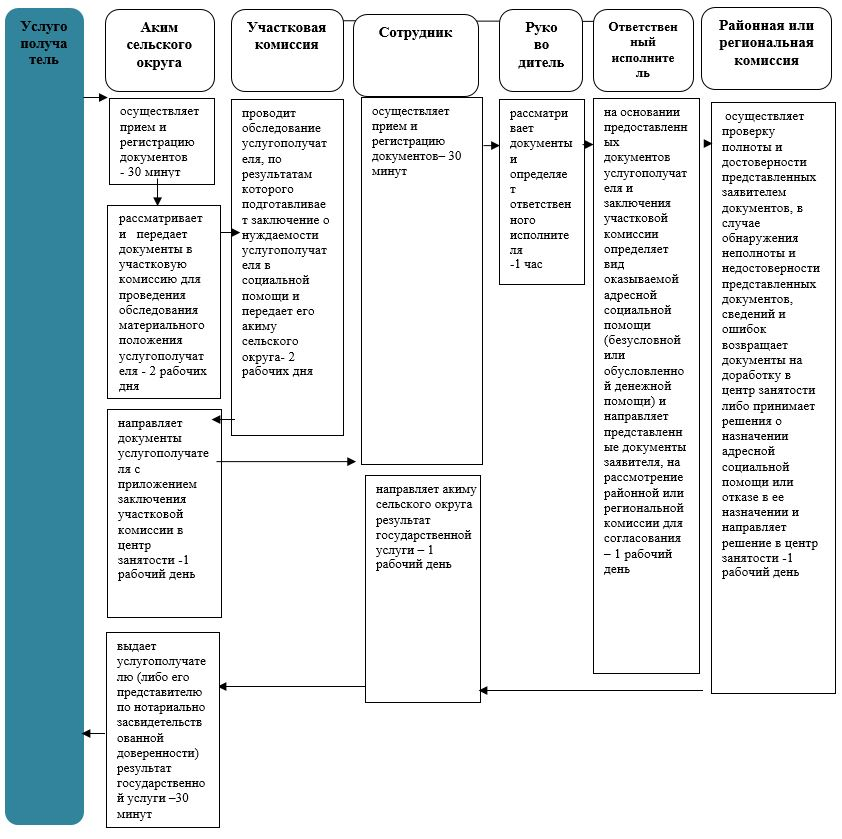 Услуго
получа
тель
Аким
сельского
округа
Участковая
комиссия
Сотрудник
Руко
во
дитель
Ответствен
ный
исполните
ль
Районная или
региональная
комиссия
осуществляет
прием и
регистрацию
документов
- 30 минут
рассматривает
и передает
документы в
участковую
комиссию для
проведения
обследования
материального
положения
услугополучат
еля - 2 рабочих
дня
направляет
документы
услугополучате
ля с
приложением
заключения
участковой
комиссии в
центр
занятости -1
рабочий день
выдает
услугополучате
лю (либо его
представителю
по нотариально
засвидетельств
ованной
доверенности)
результат
государственно
й услуги –30
минут
проводит
обследование
услугополучат
еля, по
результатам
которого
подготавливае
т заключение о
нуждаемости
услугополучат
еля в
социальной
помощи и
передает его
акиму
сельского
округа- 2
рабочих дня
осуществляет
прием и
регистрацию
документов– 30
минут
направляет акиму
сельского округа
результат
государственной
услуги – 1
рабочий день
рассматри
вает
документы
и
определяе
т
ответствен
ного
исполните
ля
-1 час
на основании
предоставлен
ных
документов
услугополучат
еля и
заключения
участковой
комиссии
определяет
вид
оказываемой
адресной
социальной
помощи
(безусловной
или
обусловленно
й денежной
помощи) и
направляет
представленн
ые документы
заявителя, на
рассмотрение
районной или
региональной
комиссии для
согласования
– 1 рабочий
день
осуществляет
проверку
полноты и
достоверности
представленных
заявителем
документов, в
случае
обнаружения
неполноты и
недостоверности
представленных
документов,
сведений и
ошибок
возвращает
документы на
доработку в
центр занятости
либо принимает
решения о
назначении
адресной
социальной
помощи или
отказе в ее
назначении и
направляет
решение в центр
занятости -1
рабочий день